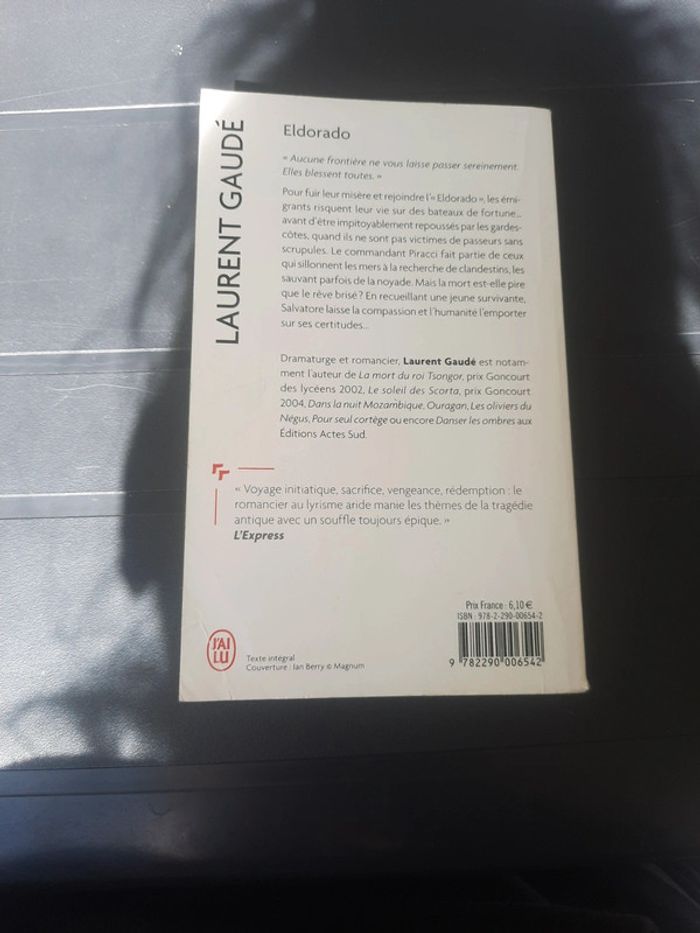 LAURENT GAUDÉ
Eldorado
« Aucune frontière ne vous laisse passer sereinement.
Elles blessent toutes. »
Pour fuir leur misère et rejoindre l'« Eldorado », les émi-
grants risquent leur vie sur des bateaux de fortune...
avant d'être impitoyablement repoussés par les gardes-
côtes, quand ils ne sont pas victimes de passeurs sans
scrupules. Le commandant Piracci fait partie de ceux
qui sillonnent les mers à la recherche de clandestins, les
sauvant parfois de la noyade. Mais la mort est-elle pire
que le rêve brisé ? En recueillant une jeune survivante,
Salvatore laisse la compassion et l'humanité l'emporter
sur ses certitudes...
Dramaturge et romancier, Laurent Gaudé est notam-
ment l'auteur de La mort du roi Tsongor, prix Goncourt
des lycéens 2002, Le soleil des Scorta, prix Goncourt
2004, Dans la nuit Mozambique, Ouragan, Les oliviers du
Négus, Pour seul cortège ou encore Danser les ombres aux
Éditions Actes Sud.
« Voyage initiatique, sacrifice, vengeance, rédemption : le
romancier au lyrisme aride manie les thèmes de la tragédie
antique avec un souffle toujours épique. »
L'Express
Prix France : 6,10 €
ISBN : 978-2-290-00654-2
9 782290 006542
J'AI
LU
Texte intégral
Couverture : Ian Berry © Magnum